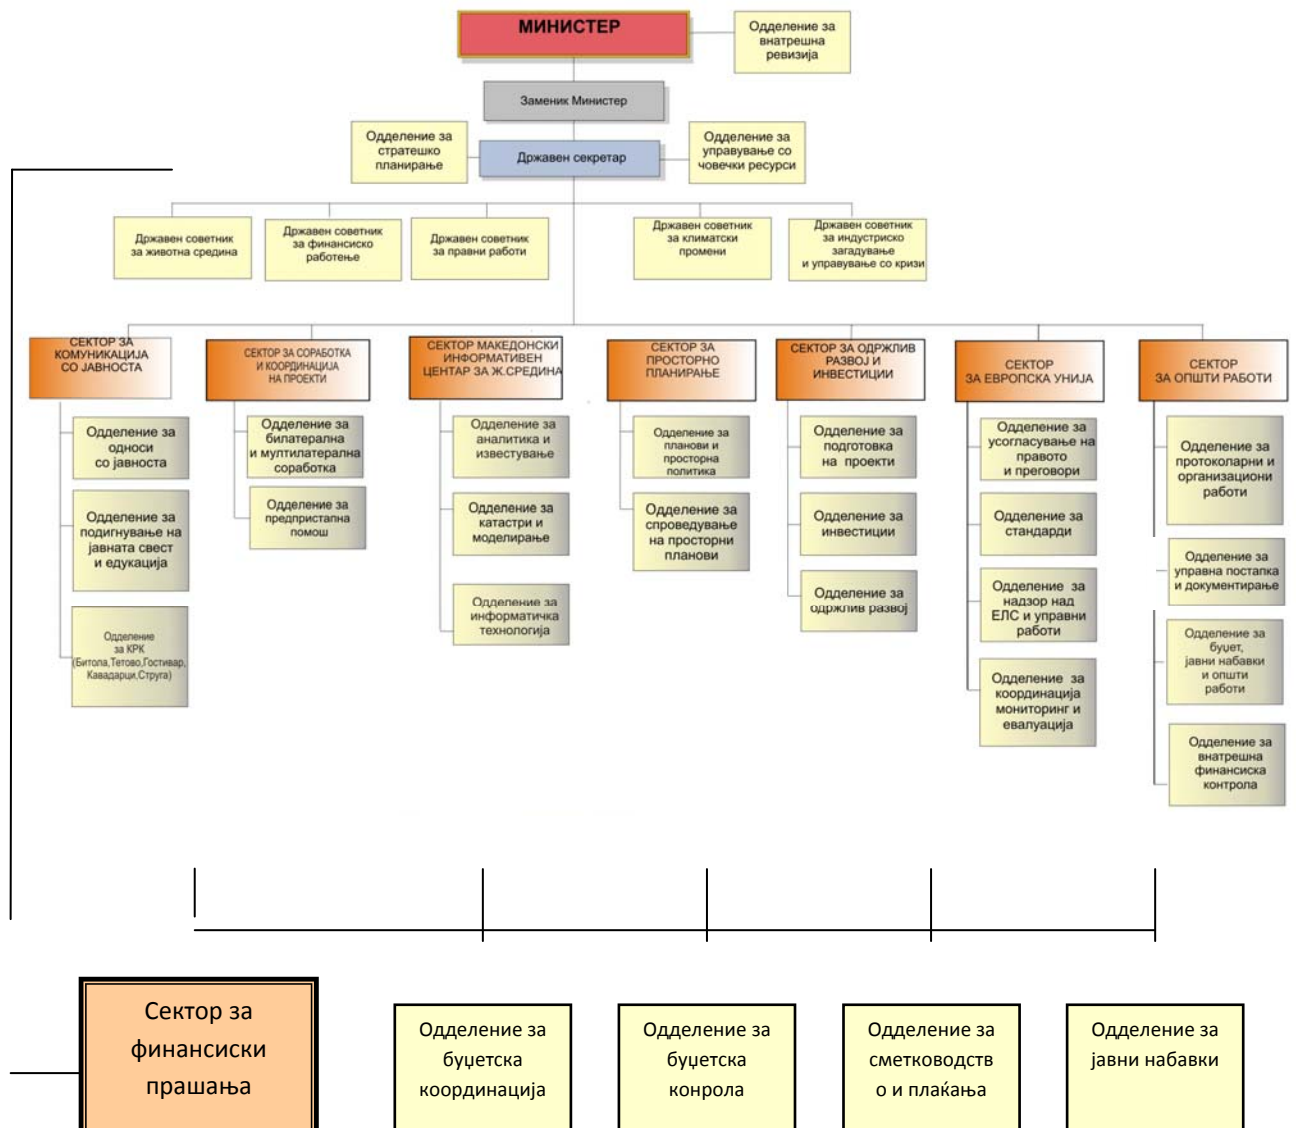 МИНИСТЕР
Одделение за
внатрешна
ревизија
Заменик Министер
Одделение за
стратешко
планирање
Државен секретар
Одделение за
управување со
човечки ресурси
Државен советник
за животна средина
Државен советник
за финансиско
работење
Државен советник
за правни работи
Државен советник
за климатски
промени
Државен советник
за индустриско
загадување
и управување со кризи
СЕКТОР ЗА
КОМУНИКАЦИЈА
СО ЈАВНОСТА
СЕКТОР ЗА СОРАБОТКА
И КООРДИНАЦИЈА
НА ПРОЕКТИ
СЕКТОР МАКЕДОНСКИ
ИНФОРМАТИВЕН
ЦЕНТАР ЗА Ж.СРЕДИНА
СЕКТОР ЗА
ПРОСТОРНО
ПЛАНИРАЊЕ
СЕКТОР ЗА ОДРЖЛИВ
РАЗВОЈ И
ИНВЕСТИЦИИ
СЕКТОР
ЗА ЕВРОПСКА УНИЈА
СЕКТОР
ЗА ОПШТИ РАБОТИ
Одделение за
односи
со јавноста
Одделение за
подигнување на
јавната свест
и едукација
Одделение
за КРК
(Битола,Тетово,Гостивар,
Кавадарци,Струга)
Одделение за
билатерална
и мултилатерална
соработка
Одделение за
предпристапна
помош
Одделение за
аналитика и
известување
Одделение за
катастри и
моделирање
Одделение за
информатичка
технологија
Одделение за
планови и
просторна
политика
Одделение за
спроведување
на просторни
планови
Одделение за
подготовка
на проекти
Одделение за
инвестиции
Одделение за
одржлив развој
Одделение за
усогласување на
правото
и преговори
Одделение за
стандарди
Одделение за
надзор над
ЕЛС и управни
работи
Одделение за
координација
мониторинг и
евалуација
Одделение за
протоколарни и
организациони
работи
Одделение за
управна постапка
и документирање
Одделение за
буџет,
јавни набавки
и општи
работи
Одделение за
внатрешна
финансиска
контрола
Сектор за
финансиски
прашања
Одделение за
буџетска
координација
Одделение за
буџетска
конрола
Одделение за
сметководств
о и плаќања
Одделение за
јавни набавки